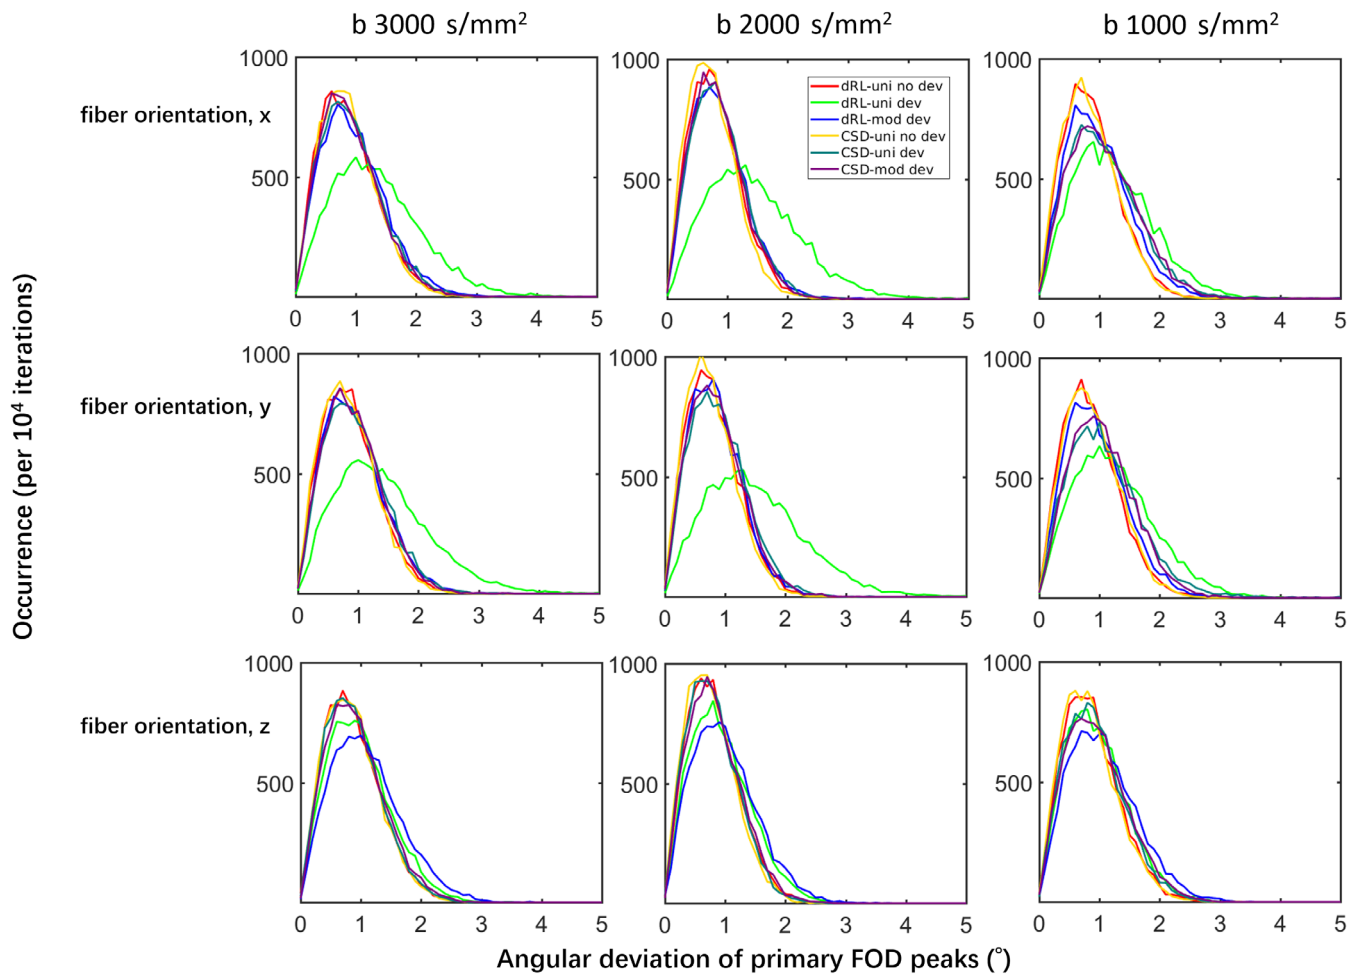 b 3000 s/mm²
b 2000 s/mm²
b 1000 s/mm²
fiber orientation, x
1000
500
0 1 2 3 4 5
1000
500
0 1 2 3 4 5
dRL-uni no dev
dRL-uni dev
dRL-mod dev
CSD-uni no dev
CSD-uni dev
CSD-mod dev
1000
500
0 1 2 3 4 5
fiber orientation, y
1000
500
0 1 2 3 4 5
1000
500
0 1 2 3 4 5
1000
500
0 1 2 3 4 5
fiber orientation, z
1000
500
0 1 2 3 4 5
1000
500
0 1 2 3 4 5
1000
500
0 1 2 3 4 5
Occurrence (per 10⁴ iterations)
Angular deviation of primary FOD peaks (°)